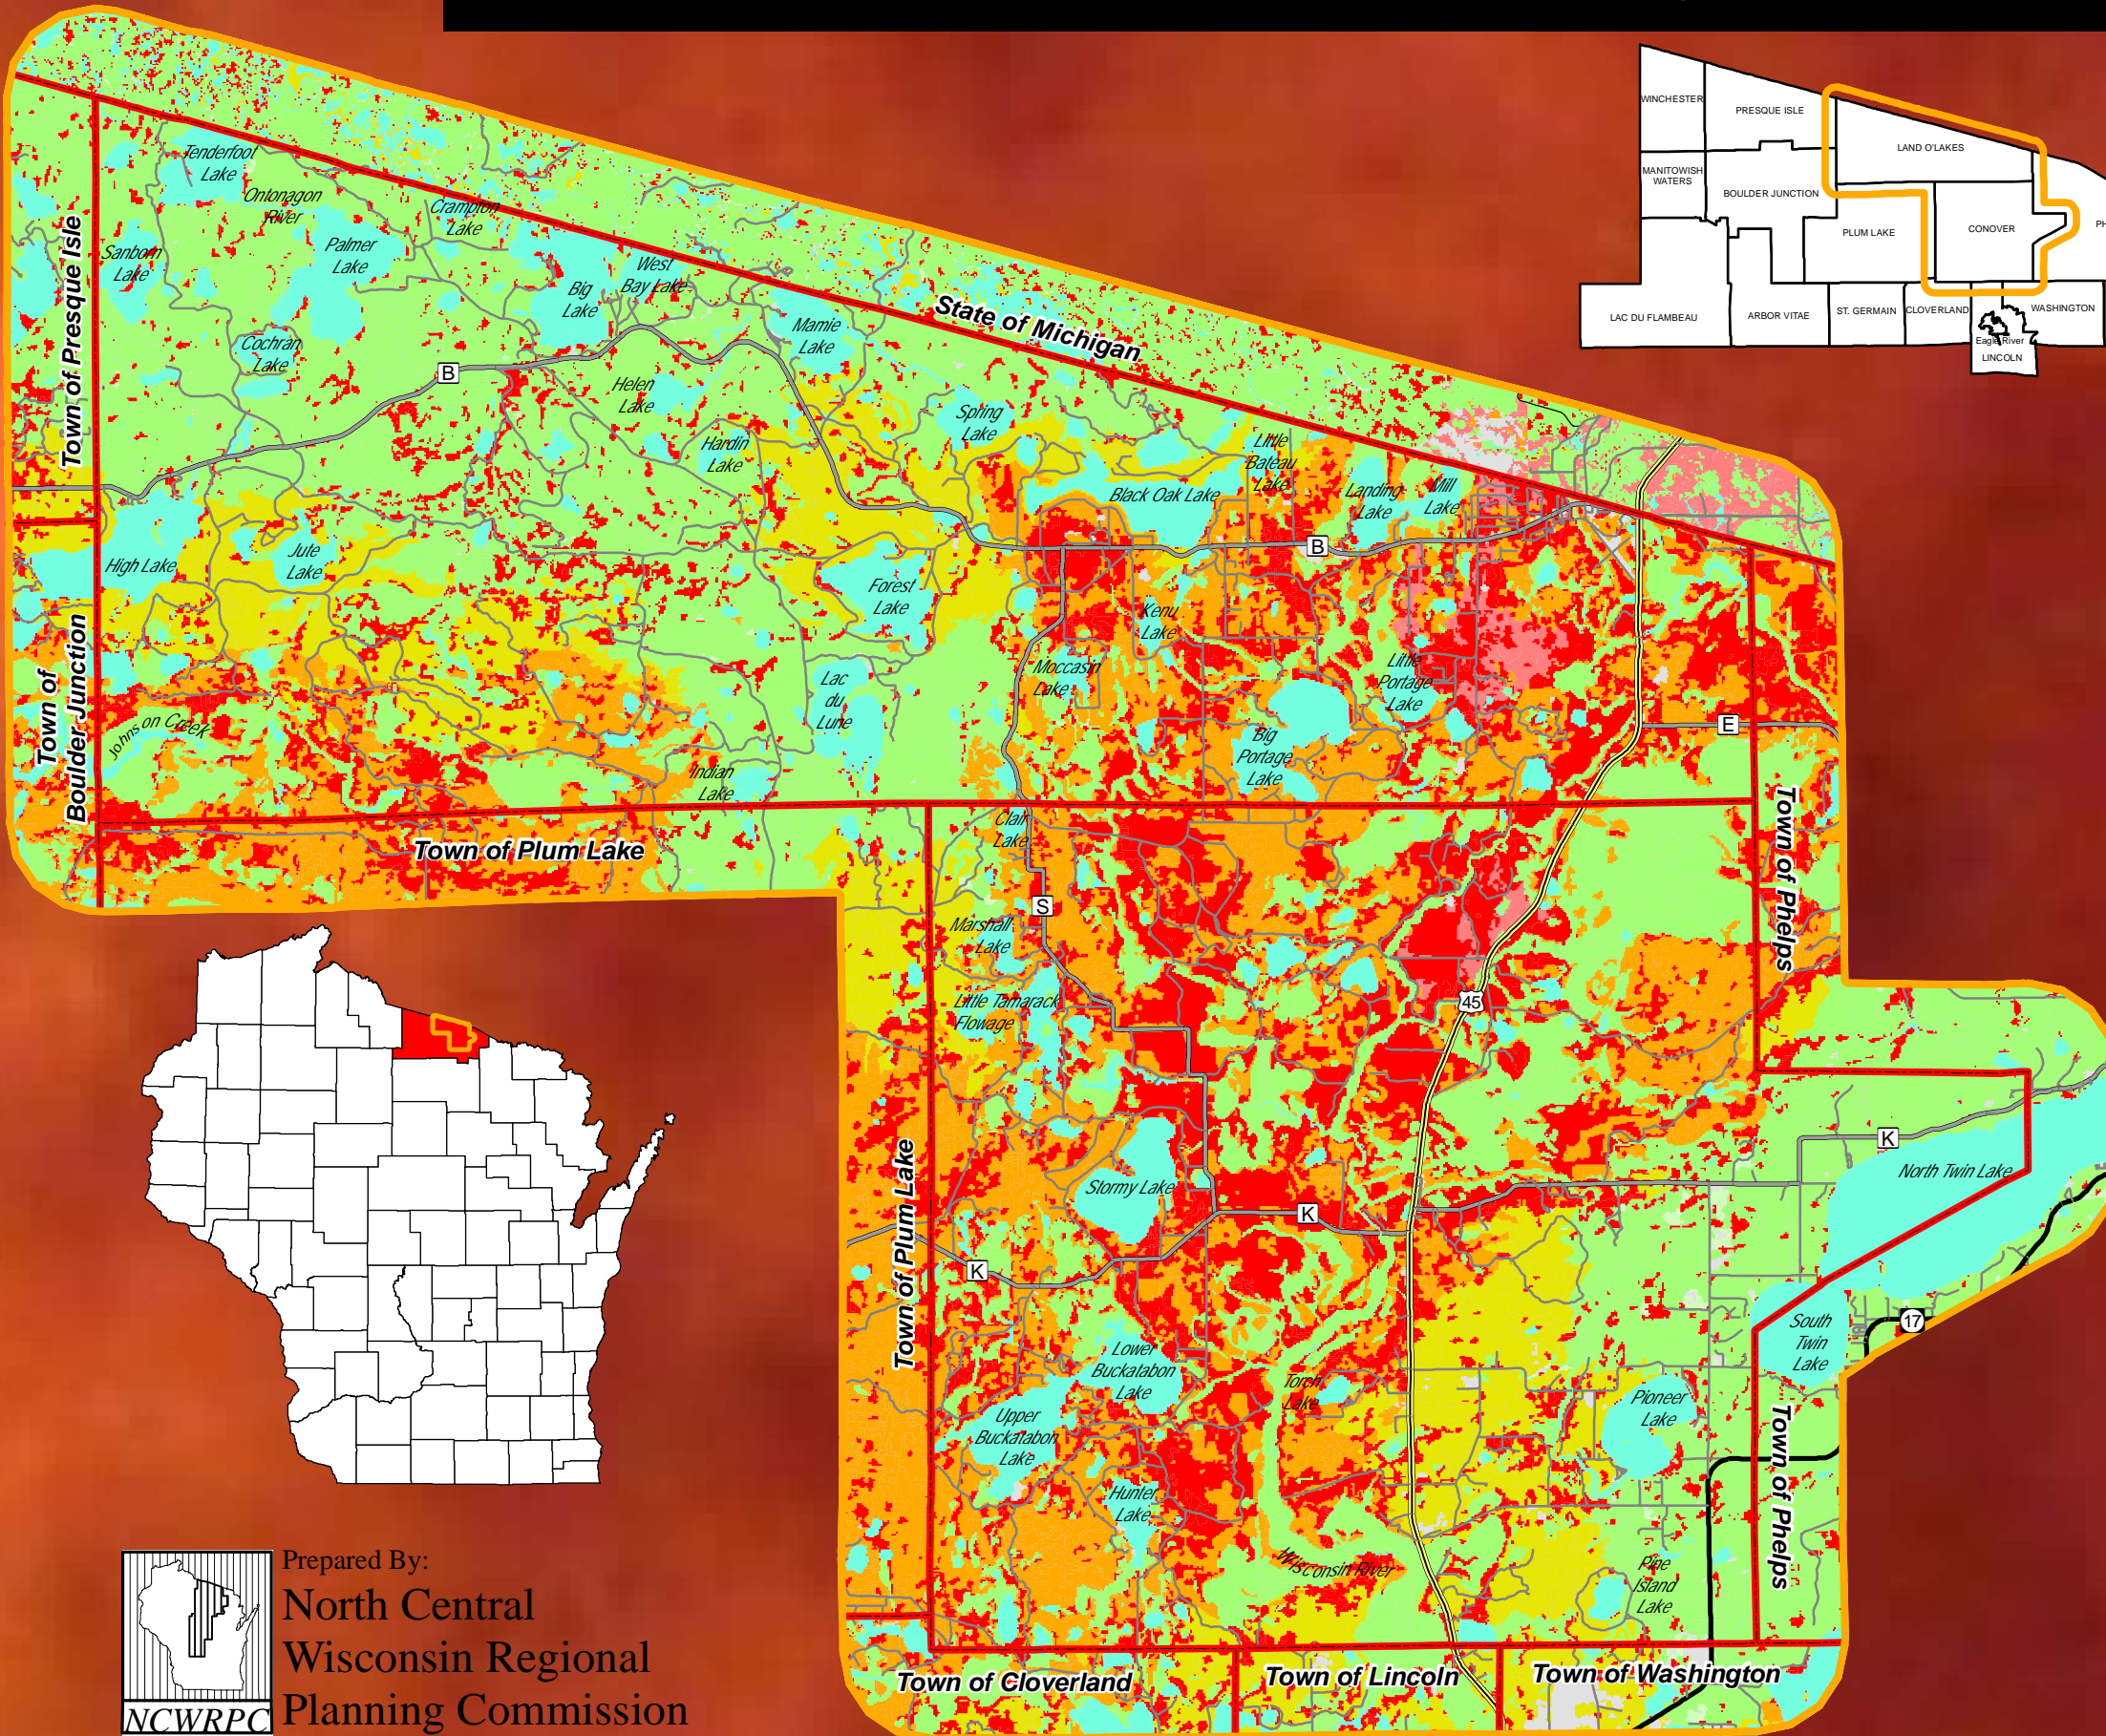 WINCHESTER
PRESQUE ISLE
LAND O'LAKES
MANITOWISH
WATERS
BOULDER JUNCTION
PLUM LAKE
CONOVER
PH
LAC DU FLAMBEAU
ARBOR VITAE
ST. GERMAIN
CLOVERLAND
WASHINGTON
Eagle River
LINCOLN
Town of Presque Isle
Tenderfoot
Lake
Ontonagon
River
Crampton
Lake
Palmer
Lake
Sanborn
Lake
West
Bay Lake
Big
Lake
State of Michigan
Mamie
Lake
Cochran
Lake
B
Helen
Lake
Spring
Lake
Hardin
Lake
Little
Bateau
Lake
Black Oak Lake
Landing
Lake
Mill
Lake
B
High Lake
Jute
Lake
Forest
Lake
Kenu
Lake
Moccasin
Lake
Little
Portage
Lake
Lac
du
Lune
Town of
Boulder Junction
Johnson Creek
E
Big
Portage
Lake
Indian
Lake
Town of Plum Lake
Clair
Lake
Town of Phelps
S
Marshall
Lake
Little Tamarack
Flowage
45
K
North Twin Lake
Stormy Lake
K
Town of Plum Lake
K
17
South
Twin
Lake
Lower
Buckatabon
Lake
Torch
Lake
Pioneer
Lake
Upper
Buckatabon
Lake
Town of Phelps
Hunter
Lake
Wisconsin River
Pine
Island
Lake
Town of Cloverland
Town of Lincoln
Town of Washington
Prepared By:
North Central
Wisconsin Regional
Planning Commission
NCWRPC